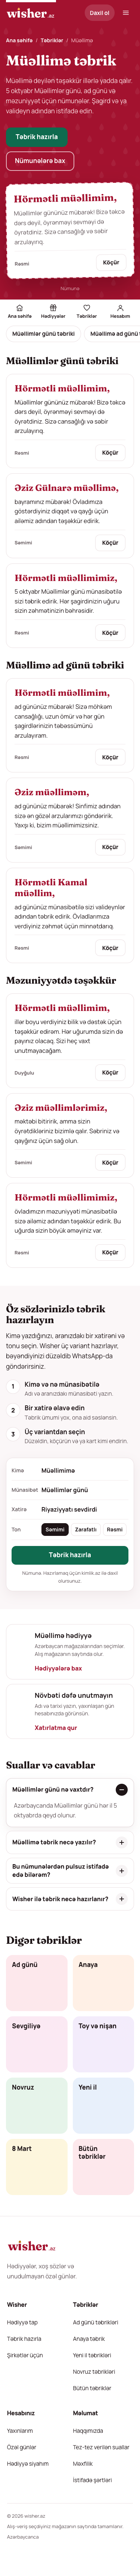 wisher.az
Daxil ol
Ana səhifə / Təbriklər / Müəllimə
Müəllimə təbrik
Müəllimə deyiləsi təşəkkür illərlə yadda qalır.
5 oktyabr Müəllimlər günü, ad günü və
məzuniyyət üçün səmimi sözləri buradan
seçin. Şagird və valideyn adından.
Təbrik hazırla
Nümunələrə bax
Hörmətli müəllimim,
Müəllimlər gününüz mübarək! Bizə təkcə
dərs deyil, öyrənməyi sevməyi də
öyrətdiniz. Sizə cansağlığı və səbir
arzulayıq.
Rəsmi
Köçür
Nümunə
Ana səhifə
Hədiyyələr
Təbriklər
Hesabım
Müəllimlər günü təbriki
Müəllimə ad günü
Müəllimlər günü təbriki
Hörmətli müəllimim,
Müəllimlər gününüz mübarək! Bizə təkcə
dərs deyil, öyrənməyi sevməyi də
öyrətdiniz. Sizə cansağlığı və səbir
arzulayıq.
Rəsmi
Köçür
Əziz Gülnarə müəllimə,
bayramınız mübarək! Övladımıza
göstərdiyiniz diqqət və qayğı üçün
ailəmiz adından təşəkkür edirik.
Səmimi
Köçür
Hörmətli müəllimimiz,
5 oktyabr Müəllimlər günü münasibətilə
sizi təbrik edirik. Hər şagirdinizin uğuru
sizin zəhmətinizin bəhrəsidir.
Rəsmi
Köçür
Müəllimə ad günü təbriki
Hörmətli müəllimim,
ad gününüz mübarək! Sizə möhkəm
cansağlığı, uzun ömür və hər gün
şagirdlərinizin təbəssümünü
arzulayıram.
Rəsmi
Köçür
Əziz müəlliməm,
ad gününüz mübarək! Sinfimiz adından
sizə ən gözəl arzularımızı göndəririk.
Yaxşı ki, bizim müəllimimizsiniz.
Səmimi
Köçür
Hörmətli Kamal
müəllim,
ad gününüz münasibətilə sizi valideynlər
adından təbrik edirik. Övladlarımıza
verdiyiniz zəhmət üçün minnətdarıq.
Rəsmi
Köçür
Məzuniyyətdə təşəkkür
Hörmətli müəllimim,
illər boyu verdiyiniz bilik və dəstək üçün
təşəkkür edirəm. Hər uğurumda sizin də
payınız olacaq. Sizi heç vaxt
unutmayacağam.
Duyğulu
Köçür
Əziz müəllimlərimiz,
məktəbi bitiririk, amma sizin
öyrətdikləriniz bizimlə qalır. Səbriniz və
qayğınız üçün sağ olun.
Səmimi
Köçür
Hörmətli müəllimimiz,
övladımızın məzuniyyəti münasibətilə
sizə ailəmiz adından təşəkkür edirik. Bu
uğurda sizin böyük əməyiniz var.
Rəsmi
Köçür
Öz sözlərinizlə təbrik
hazırlayın
Kimə yazdığınızı, aranızdakı bir xatirəni və
tonu seçin. Wisher üç variant hazırlayır,
bəyəndiyinizi düzəldib WhatsApp-da
göndərirsiniz.
1
Kimə və nə münasibətilə
Adı və aranızdakı münasibəti yazın.
2
Bir xatirə əlavə edin
Təbrik ümumi yox, ona aid səslənsin.
3
Üç variantdan seçin
Düzəldin, köçürün və ya kart kimi endirin.
Kimə
Müəllimimə
Münasibət
Müəllimlər günü
Xatirə
Riyaziyyatı sevdirdi
Ton
Səmimi
Zarafatlı
Rəsmi
Təbrik hazırla
Nümunə. Hazırlamaq üçün kimlik az ilə daxil
olursunuz.
Müəllimə hədiyyə
Azərbaycan mağazalarından seçimlər.
Alış mağazanın saytında olur.
Hədiyyələrə bax
Növbəti dəfə unutmayın
Adı və tarixi yazın, yaxınlaşan gün
hesabınızda görünsün.
Xatırlatma qur
Suallar və cavablar
Müəllimlər günü nə vaxtdır?
Azərbaycanda Müəllimlər günü hər il 5
oktyabrda qeyd olunur.
Müəllimə təbrik necə yazılır?
Bu nümunələrdən pulsuz istifadə
edə bilərəm?
Wisher ilə təbrik necə hazırlanır?
Digər təbriklər
Ad günü
Anaya
Sevgiliyə
Toy və nişan
Novruz
Yeni il
8 Mart
Bütün
təbriklər
wisher.az
Hədiyyələr, xoş sözlər və
unudulmayan özəl günlər.
Wisher
Təbriklər
Hədiyyə tap
Ad günü təbrikləri
Təbrik hazırla
Anaya təbrik
Şirkətlər üçün
Yeni il təbrikləri
Novruz təbrikləri
Bütün təbriklər
Hesabınız
Məlumat
Yaxınlarım
Haqqımızda
Özəl günlər
Tez-tez verilən suallar
Hədiyyə siyahım
Məxfilik
İstifadə şərtləri
© 2026 wisher.az
Alış-veriş seçdiyiniz mağazanın saytında tamamlanır.
Azərbaycanca